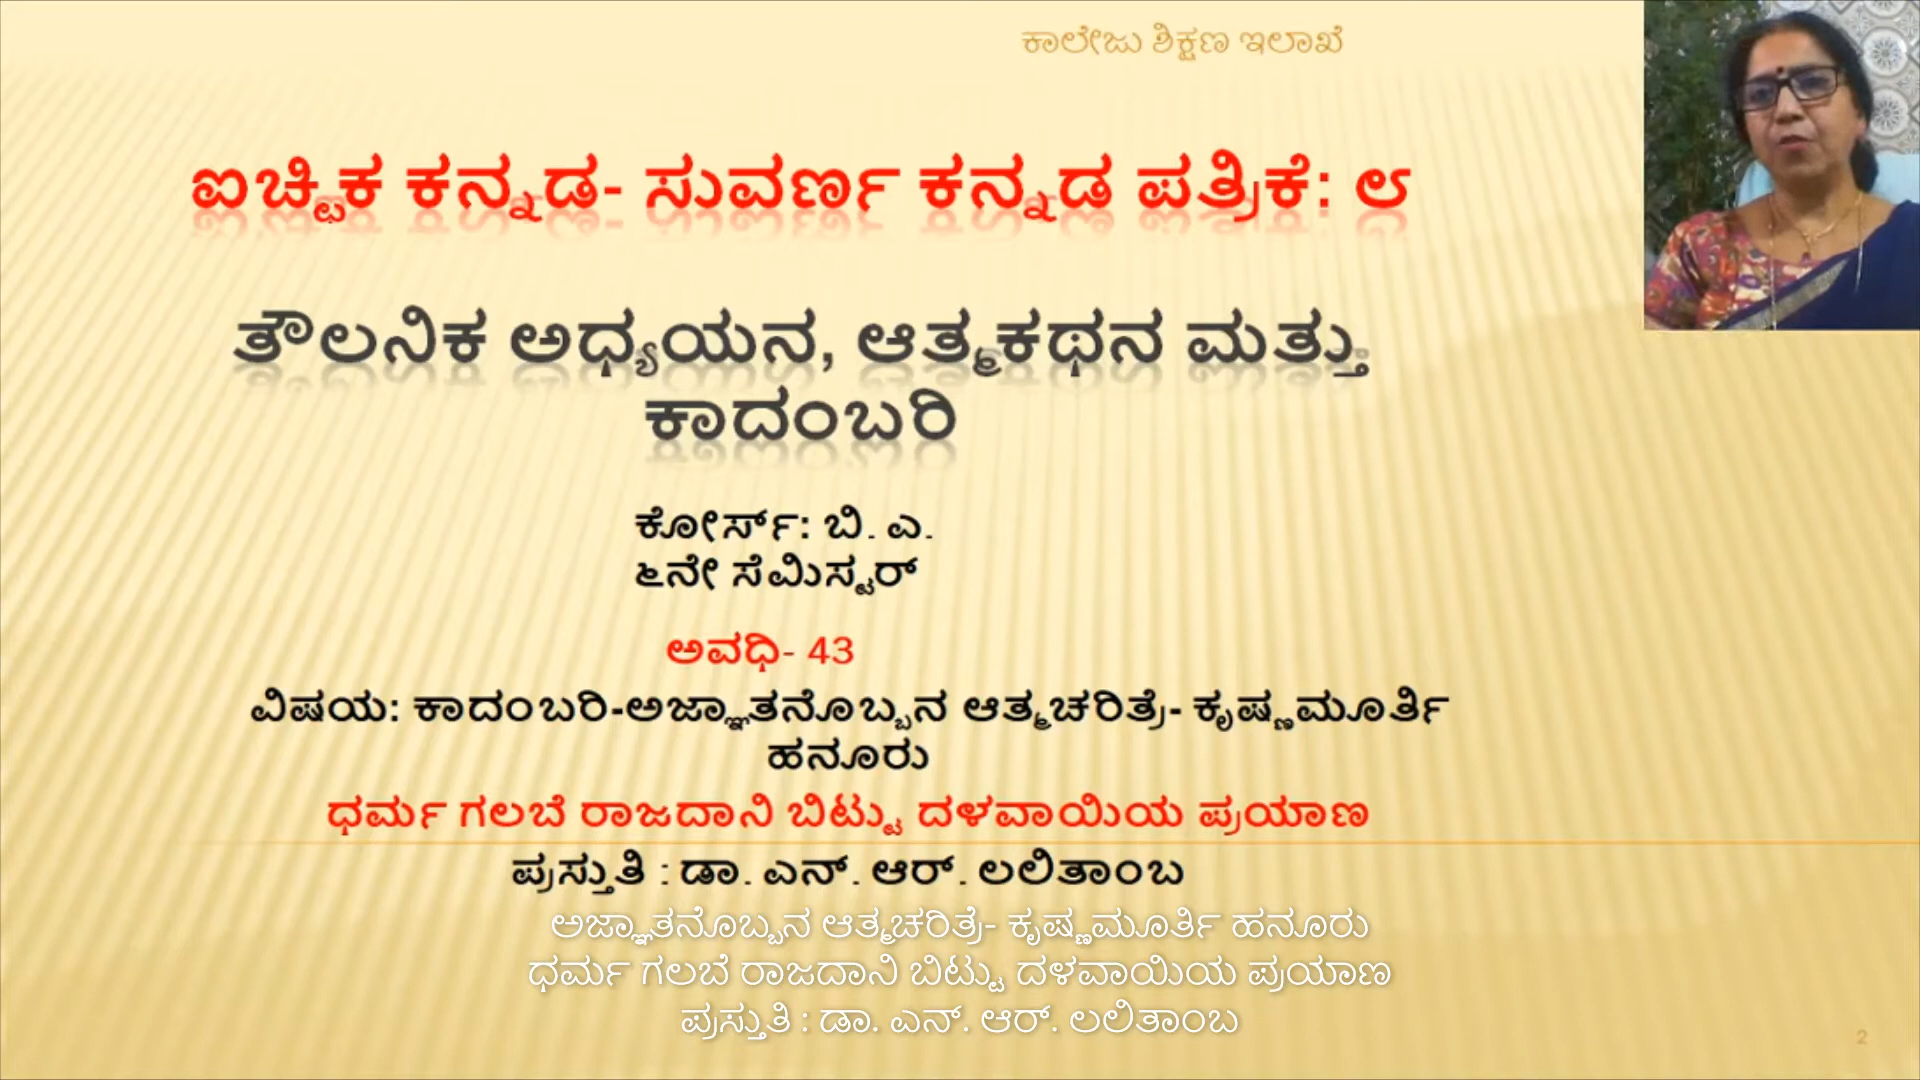 ಕಾಲೇಜು ಶಿಕ್ಷಣ ಇಲಾಖೆ
ಐಚ್ಛಿಕ ಕನ್ನಡ- ಸುವರ್ಣ ಕನ್ನಡ ಪತ್ರಿಕೆ: ೮
ತೌಲನಿಕ ಅಧ್ಯಯನ, ಆತ್ಮಕಥನ ಮತ್ತು
ಕಾದಂಬರಿ
ಕೋರ್ಸ್: ಬಿ. ಎ.
೬ನೇ ಸೆಮಿಸ್ಟರ್
ಅವಧಿ- 43
ವಿಷಯ: ಕಾದಂಬರಿ-ಅಜ್ಞಾತನೊಬ್ಬನ ಆತ್ಮಚರಿತ್ರೆ- ಕೃಷ್ಣಮೂರ್ತಿ
ಹನೂರು
ಧರ್ಮ ಗಲಬೆ ರಾಜದಾನಿ ಬಿಟ್ಟು ದಳವಾಯಿಯ ಪ್ರಯಾಣ
ಪ್ರಸ್ತುತಿ : ಡಾ. ಎನ್. ಆರ್. ಲಲಿತಾಂಬ
ಅಜ್ಞಾತನೊಬ್ಬನ ಆತ್ಮಚರಿತ್ರೆ- ಕೃಷ್ಣಮೂರ್ತಿ ಹನೂರು
ಧರ್ಮ ಗಲಬೆ ರಾಜದಾನಿ ಬಿಟ್ಟು ದಳವಾಯಿಯ ಪ್ರಯಾಣ
ಪ್ರಸ್ತುತಿ : ಡಾ. ಎನ್. ಆರ್. ಲಲಿತಾಂಬ
2